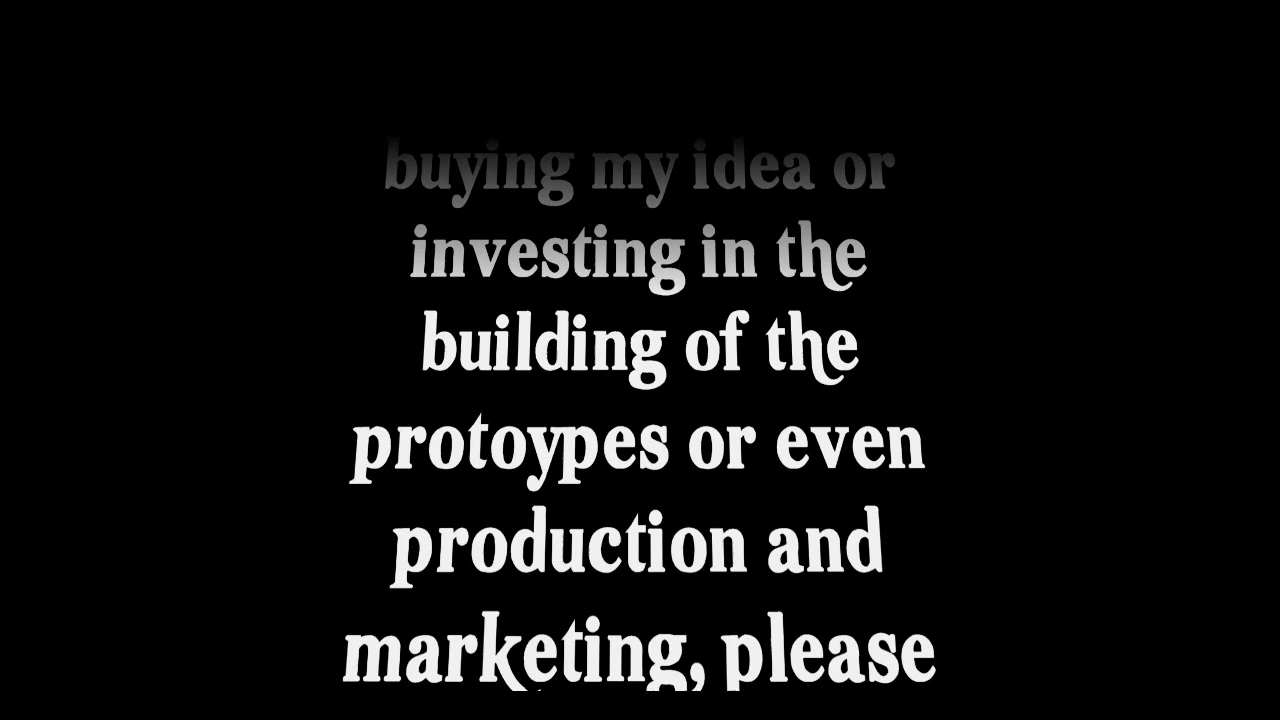 buying my idea or
investing in the
building of the
protoypes or even
production and
marketing, please